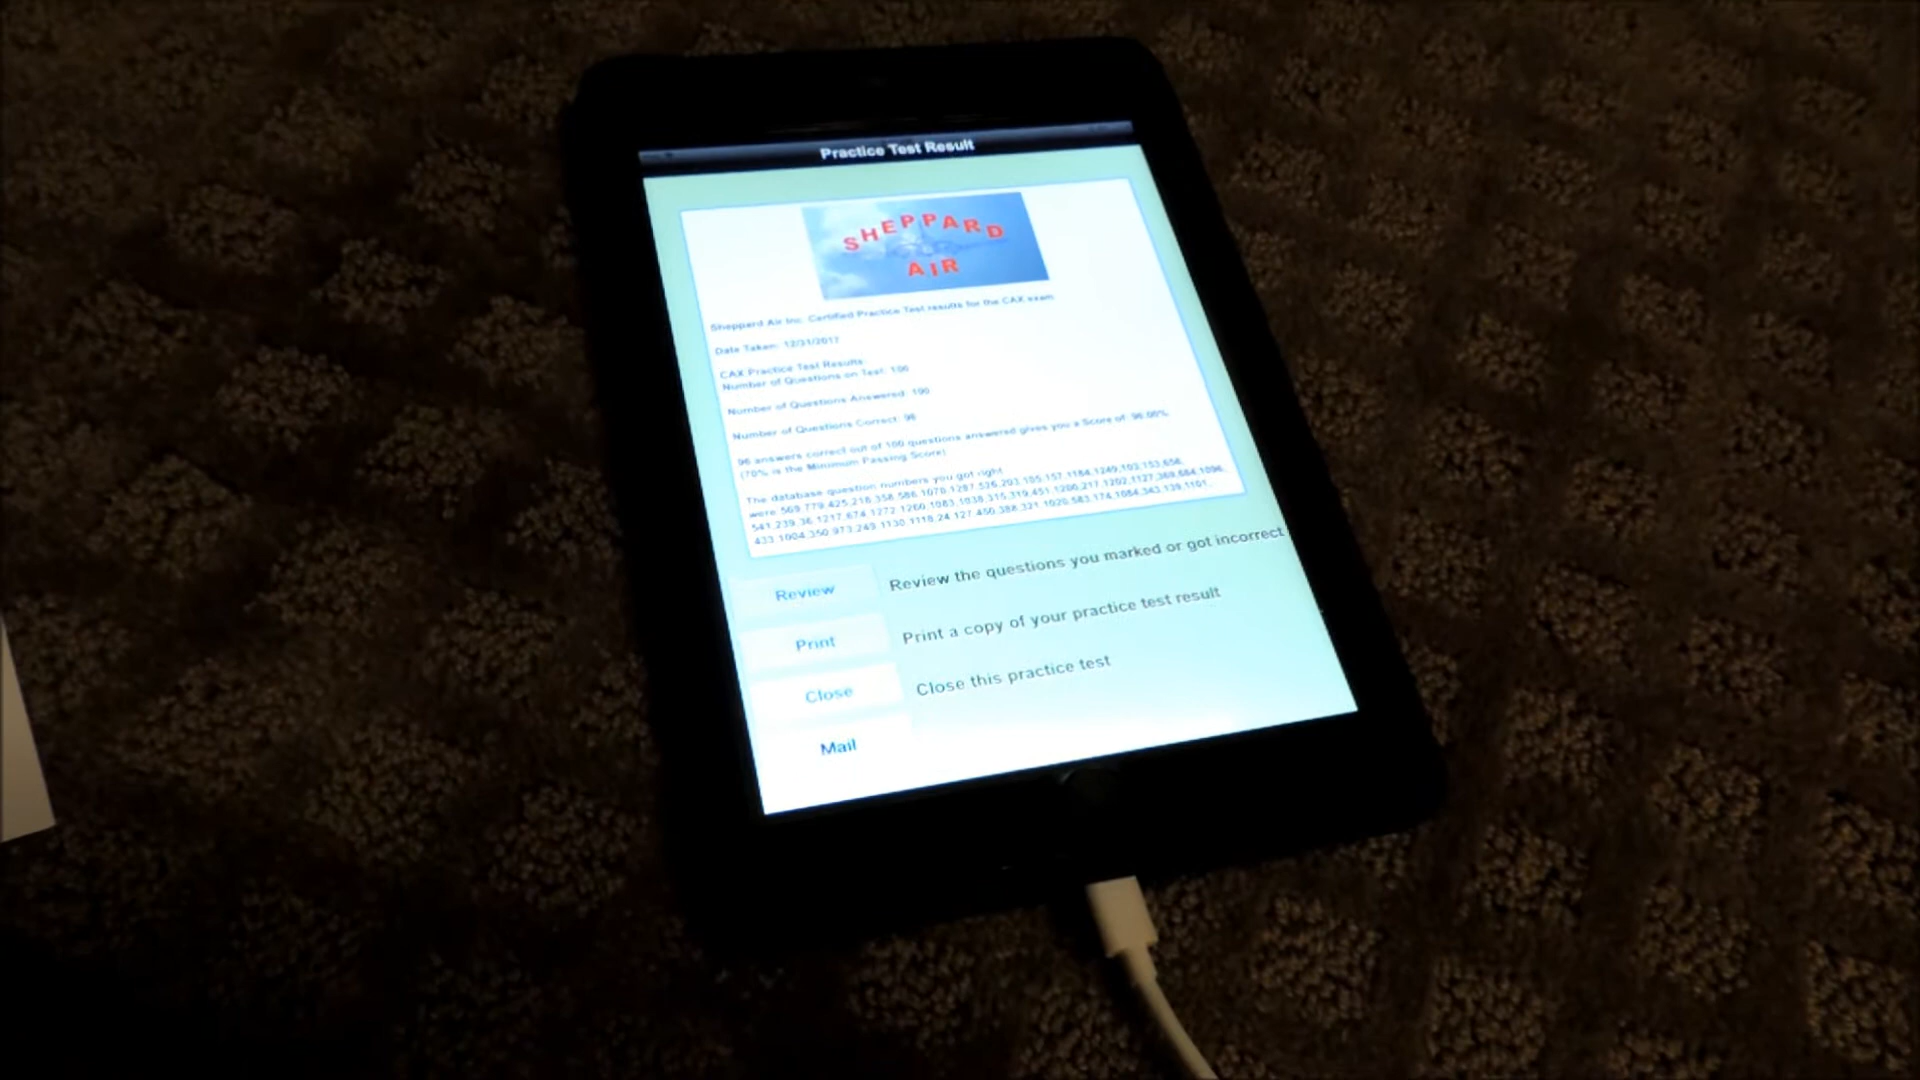 Practice Test Result
SHEPPARD
AIR
Sheppard Air Inc. Certified Practice Test results for the CAX exam
Date Taken: 12/31/2017
CAX Practice Test Results:
Number of Questions on Test: 100
Number of Questions Answered: 100
Number of Questions Correct: 96
96 answers correct out of 100 questions answered gives you a Score of: 96.00%
(70% is the Minimum Passing Score)
The database question numbers you got right
were:
Review Review the questions you marked or got incorrect
Print Print a copy of your practice test result
Close Close this practice test
Mail